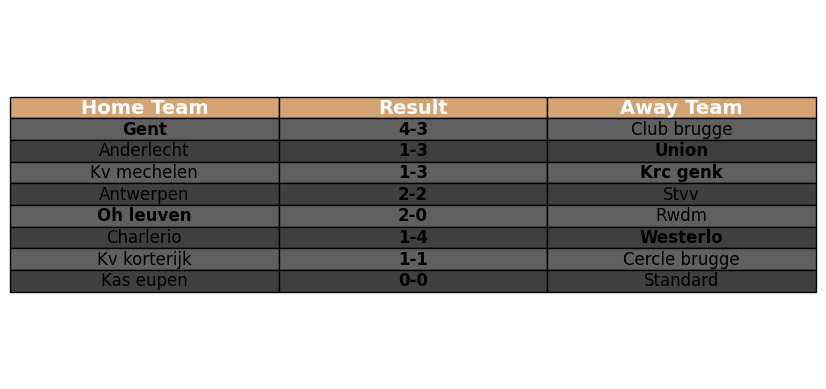 Home Team Result Away Team
Gent 4-3 Club brugge
Anderlecht 1-3 Union
Kv mechelen 1-3 Krc genk
Antwerpen 2-2 Stvv
Oh leuven 2-0 Rwdm
Charlerio 1-4 Westerlo
Kv korterijk 1-1 Cercle brugge
Kas eupen 0-0 Standard